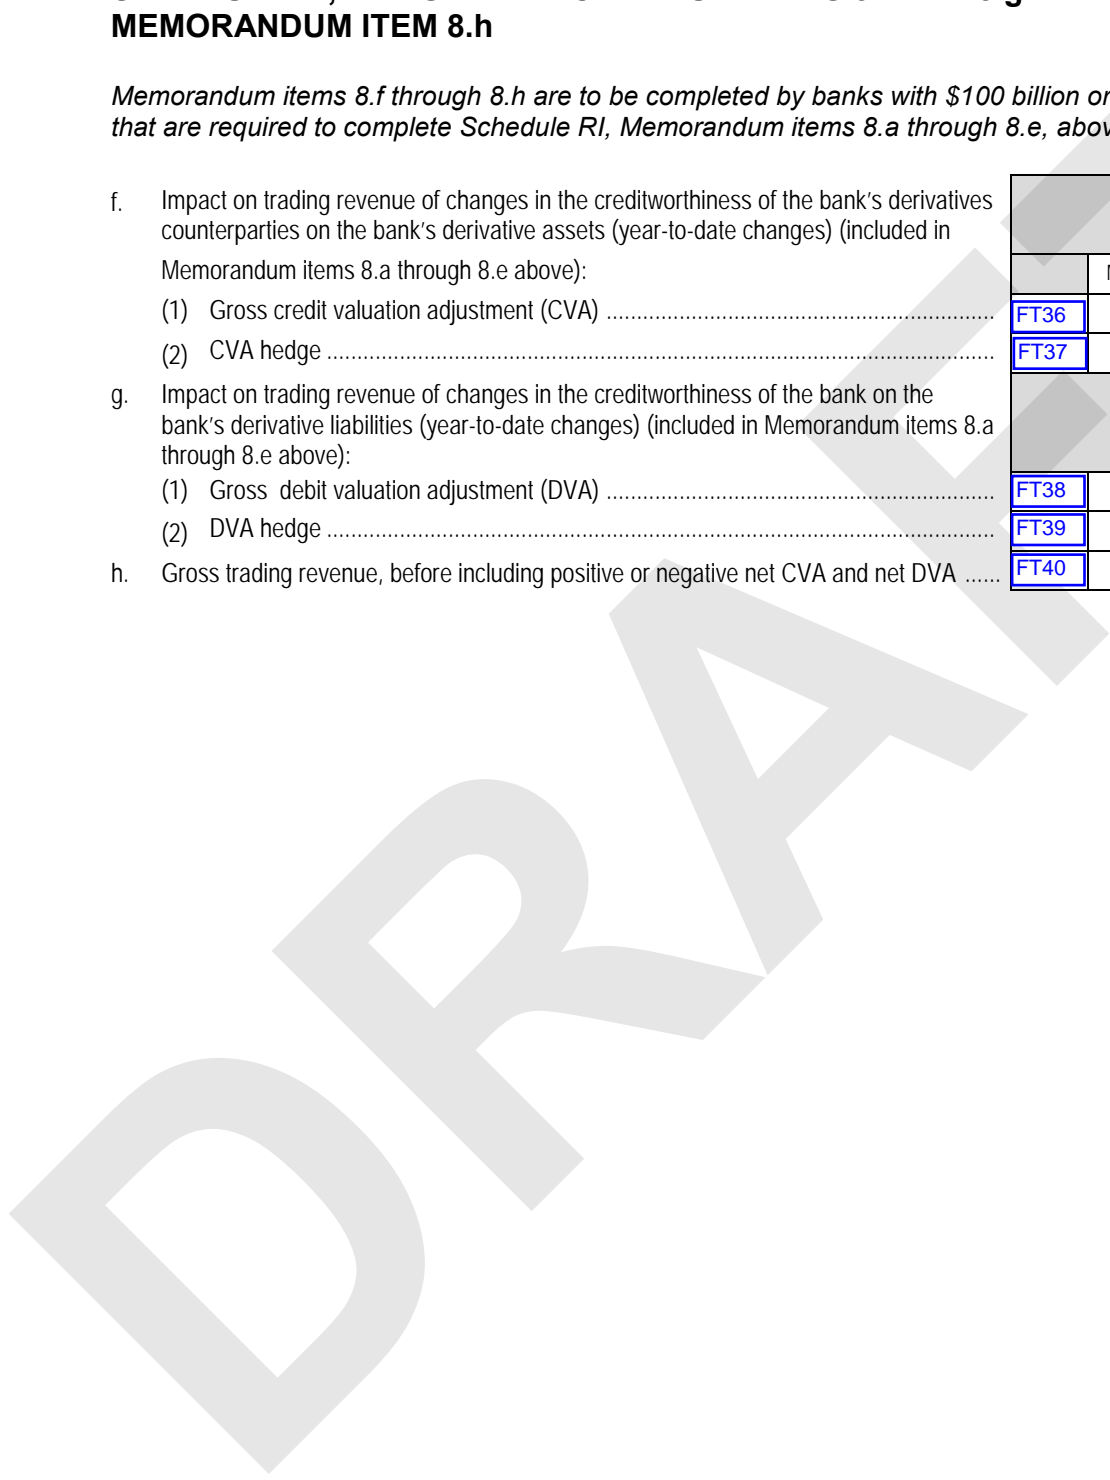 MEMORANDUM ITEM 8.h
Memorandum items 8.f through 8.h are to be completed by banks with $100 billion or
that are required to complete Schedule RI, Memorandum items 8.a through 8.e, abov
f. Impact on trading revenue of changes in the creditworthiness of the bank's derivatives
counterparties on the bank's derivative assets (year-to-date changes) (included in
Memorandum items 8.a through 8.e above):
(1) Gross credit valuation adjustment (CVA) ................................................................. FT36
(2) CVA hedge ............................................................................................................... FT37
g. Impact on trading revenue of changes in the creditworthiness of the bank on the
bank's derivative liabilities (year-to-date changes) (included in Memorandum items 8.a
through 8.e above):
(1) Gross debit valuation adjustment (DVA) ................................................................. FT38
(2) DVA hedge ............................................................................................................... FT39
h. Gross trading revenue, before including positive or negative net CVA and net DVA ...... FT40
DRAFT